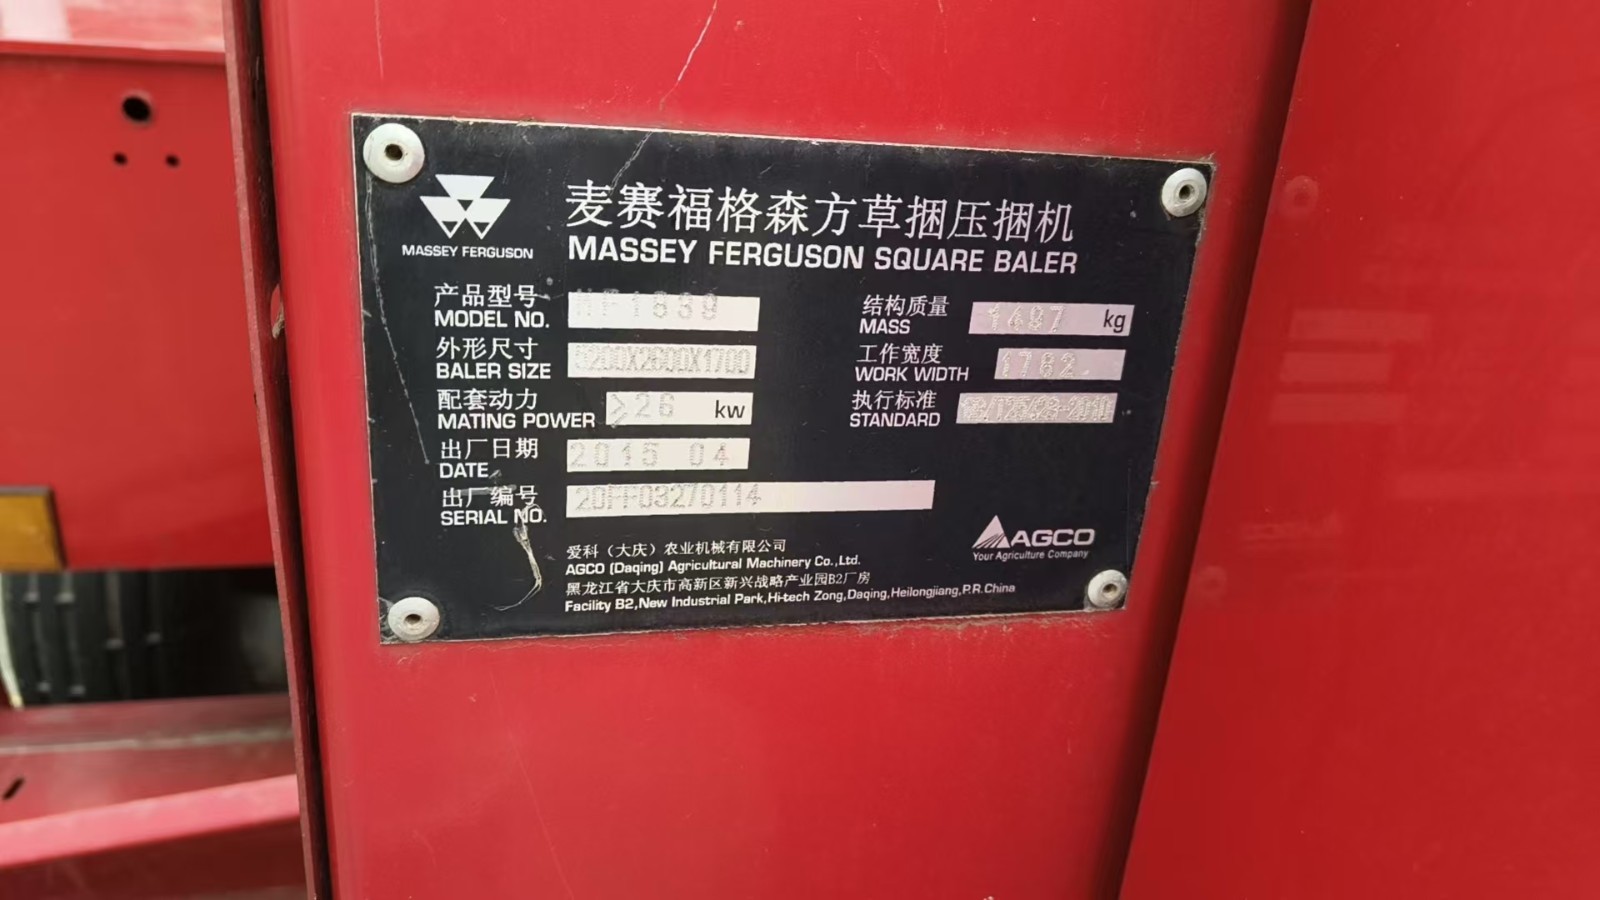 麦赛福格森方草捆压捆机
MASSEY FERGUSON
MASSEY FERGUSON SQUARE BALER
产品型号 MF1839
MODEL NO.
结构质量 1497 kg
MASS
外形尺寸 5200X2600X1700
BALER SIZE
工作宽度 1762
WORK WIDTH
配套动力 ≥26 kw
MATING POWER
执行标准
STANDARD
出厂日期 2015 04
DATE
出厂编号 20FF03270114
SERIAL NO.
爱科（大庆）农业机械有限公司
AGCO (Daqing) Agricultural Machinery Co.,Ltd.
黑龙江省大庆市高新区新兴战略产业园B2厂房
Facility B2,New Industrial Park,Hi-tech Zong,Daqing,Heilongjiang,P.R.China
AGCO
Your Agriculture Company